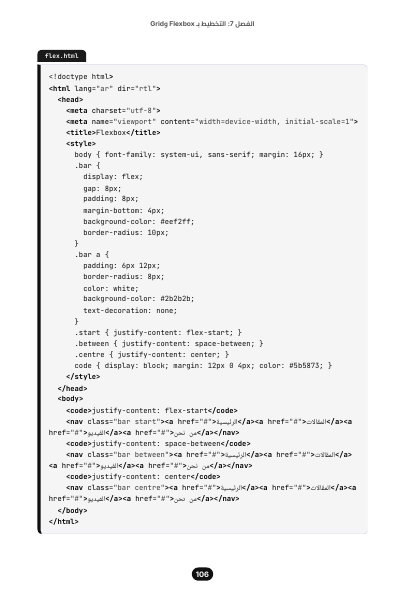 الفصل 7: التخطيط بـ Flexbox وGrid
flex.html
<!doctype html>
<html lang="ar" dir="rtl">
<head>
<meta charset="utf-8">
<meta name="viewport" content="width=device-width, initial-scale=1">
<title>Flexbox</title>
<style>
body { font-family: system-ui, sans-serif; margin: 16px; }
.bar {
display: flex;
gap: 8px;
padding: 8px;
margin-bottom: 4px;
background-color: #eef2ff;
border-radius: 10px;
}
.bar a {
padding: 6px 12px;
border-radius: 8px;
color: white;
background-color: #2b2b2b;
text-decoration: none;
}
.start { justify-content: flex-start; }
.between { justify-content: space-between; }
.centre { justify-content: center; }
code { display: block; margin: 12px 0 4px; color: #5b5873; }
</style>
</head>
<body>
<code>justify-content: flex-start</code>
<nav class="bar start"><a href="#">الرئيسية</a><a href="#">المقالات</a><a
href="#">الفيديو</a><a href="#">من نحن</a></nav>
<code>justify-content: space-between</code>
<nav class="bar between"><a href="#">الرئيسية</a><a href="#">المقالات</a>
<a href="#">الفيديو</a><a href="#">من نحن</a></nav>
<code>justify-content: center</code>
<nav class="bar centre"><a href="#">الرئيسية</a><a href="#">المقالات</a><a
href="#">الفيديو</a><a href="#">من نحن</a></nav>
</body>
</html>
106